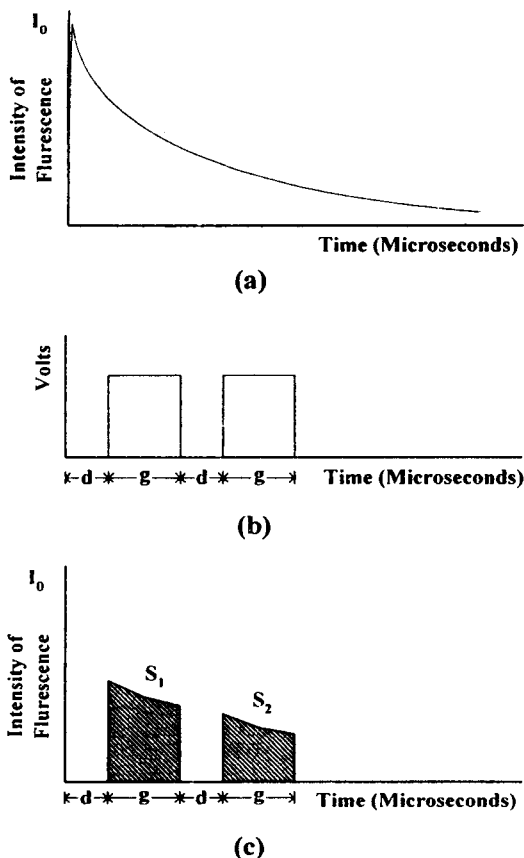 I0
Intensity of
Flurescence
Time (Microseconds)
(a)
Volts
d g d g Time (Microseconds)
(b)
I0
Intensity of
Flurescence
S1
S2
d g d g Time (Microseconds)
(c)